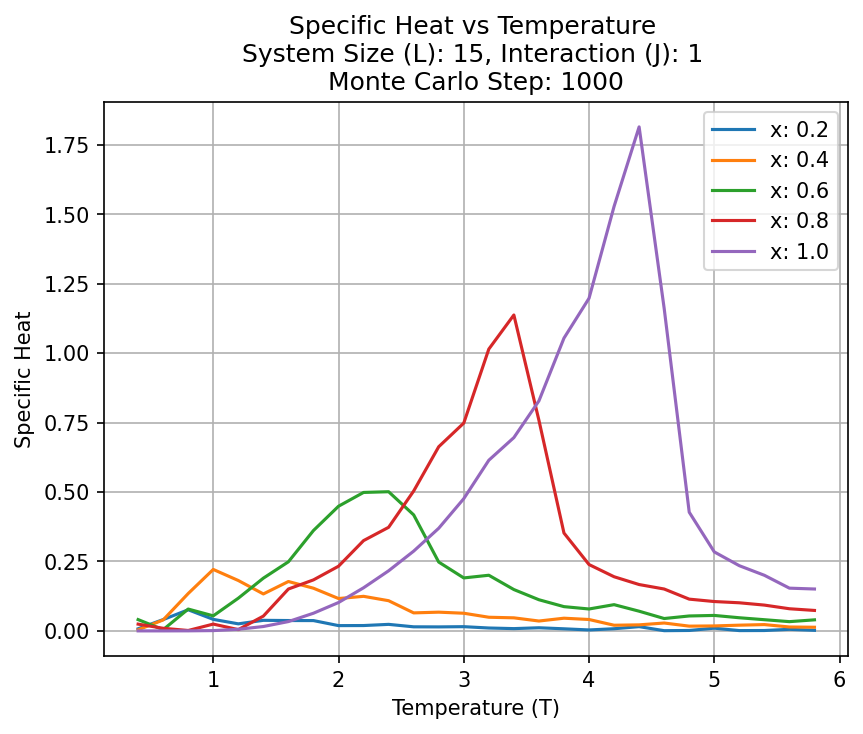 Specific Heat vs Temperature
System Size (L): 15, Interaction (J): 1
Monte Carlo Step: 1000
x: 0.2
x: 0.4
x: 0.6
x: 0.8
x: 1.0
Specific Heat
1.75
1.50
1.25
1.00
0.75
0.50
0.25
0.00
1 2 3 4 5 6
Temperature (T)